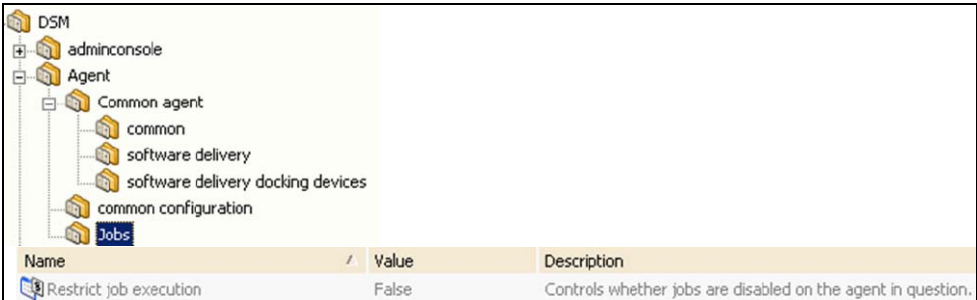 DSM
adminconsole
Agent
Common agent
common
software delivery
software delivery docking devices
common configuration
Jobs
Name Value Description
Restrict job execution False Controls whether jobs are disabled on the agent in question.